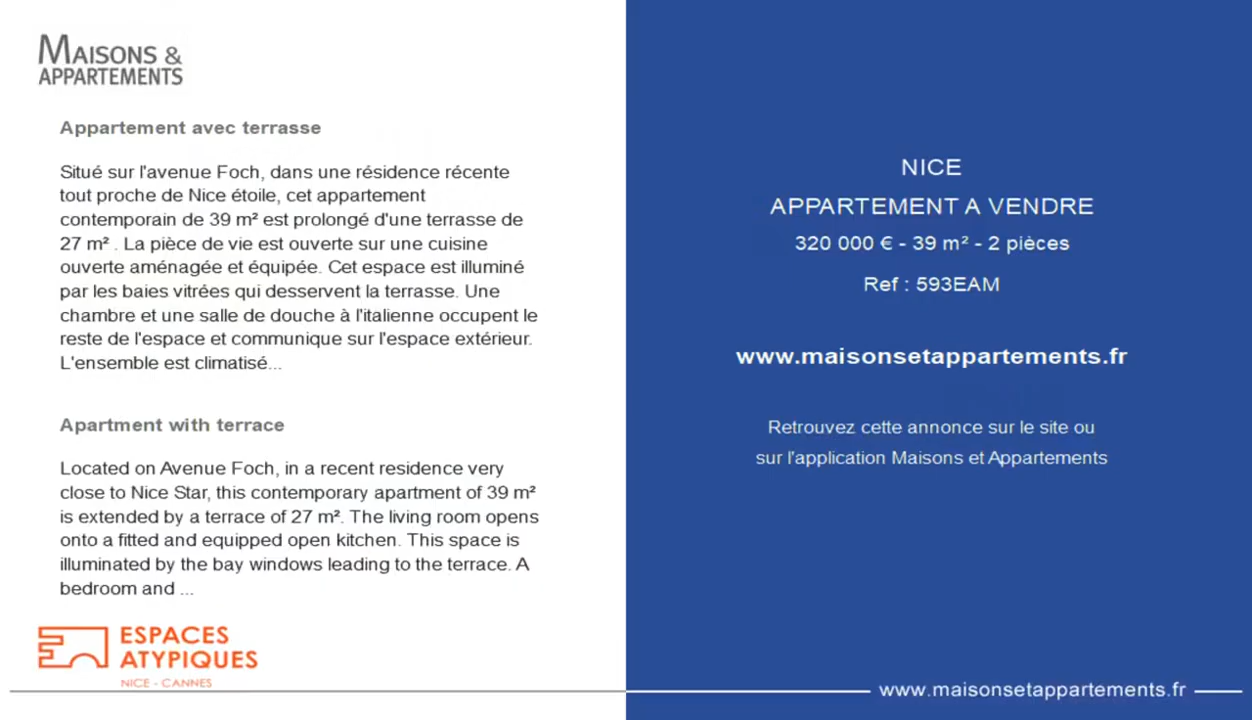 MAISONS &
APPARTEMENTS
Appartement avec terrasse
Situé sur l'avenue Foch, dans une résidence récente
tout proche de Nice étoile, cet appartement
contemporain de 39 m² est prolongé d'une terrasse de
27 m² . La pièce de vie est ouverte sur une cuisine
ouverte aménagée et équipée. Cet espace est illuminé
par les baies vitrées qui desservent la terrasse. Une
chambre et une salle de douche à l'italienne occupent le
reste de l'espace et communique sur l'espace extérieur.
L'ensemble est climatisé...
Apartment with terrace
Located on Avenue Foch, in a recent residence very
close to Nice Star, this contemporary apartment of 39 m²
is extended by a terrace of 27 m². The living room opens
onto a fitted and equipped open kitchen. This space is
illuminated by the bay windows leading to the terrace. A
bedroom and ...
ESPACES
ATYPIQUES
NICE - CANNES
NICE
APPARTEMENT A VENDRE
320 000 € - 39 m² - 2 pièces
Ref : 593EAM
www.maisonsetappartements.fr
Retrouvez cette annonce sur le site ou
sur l'application Maisons et Appartements
www.maisonsetappartements.fr